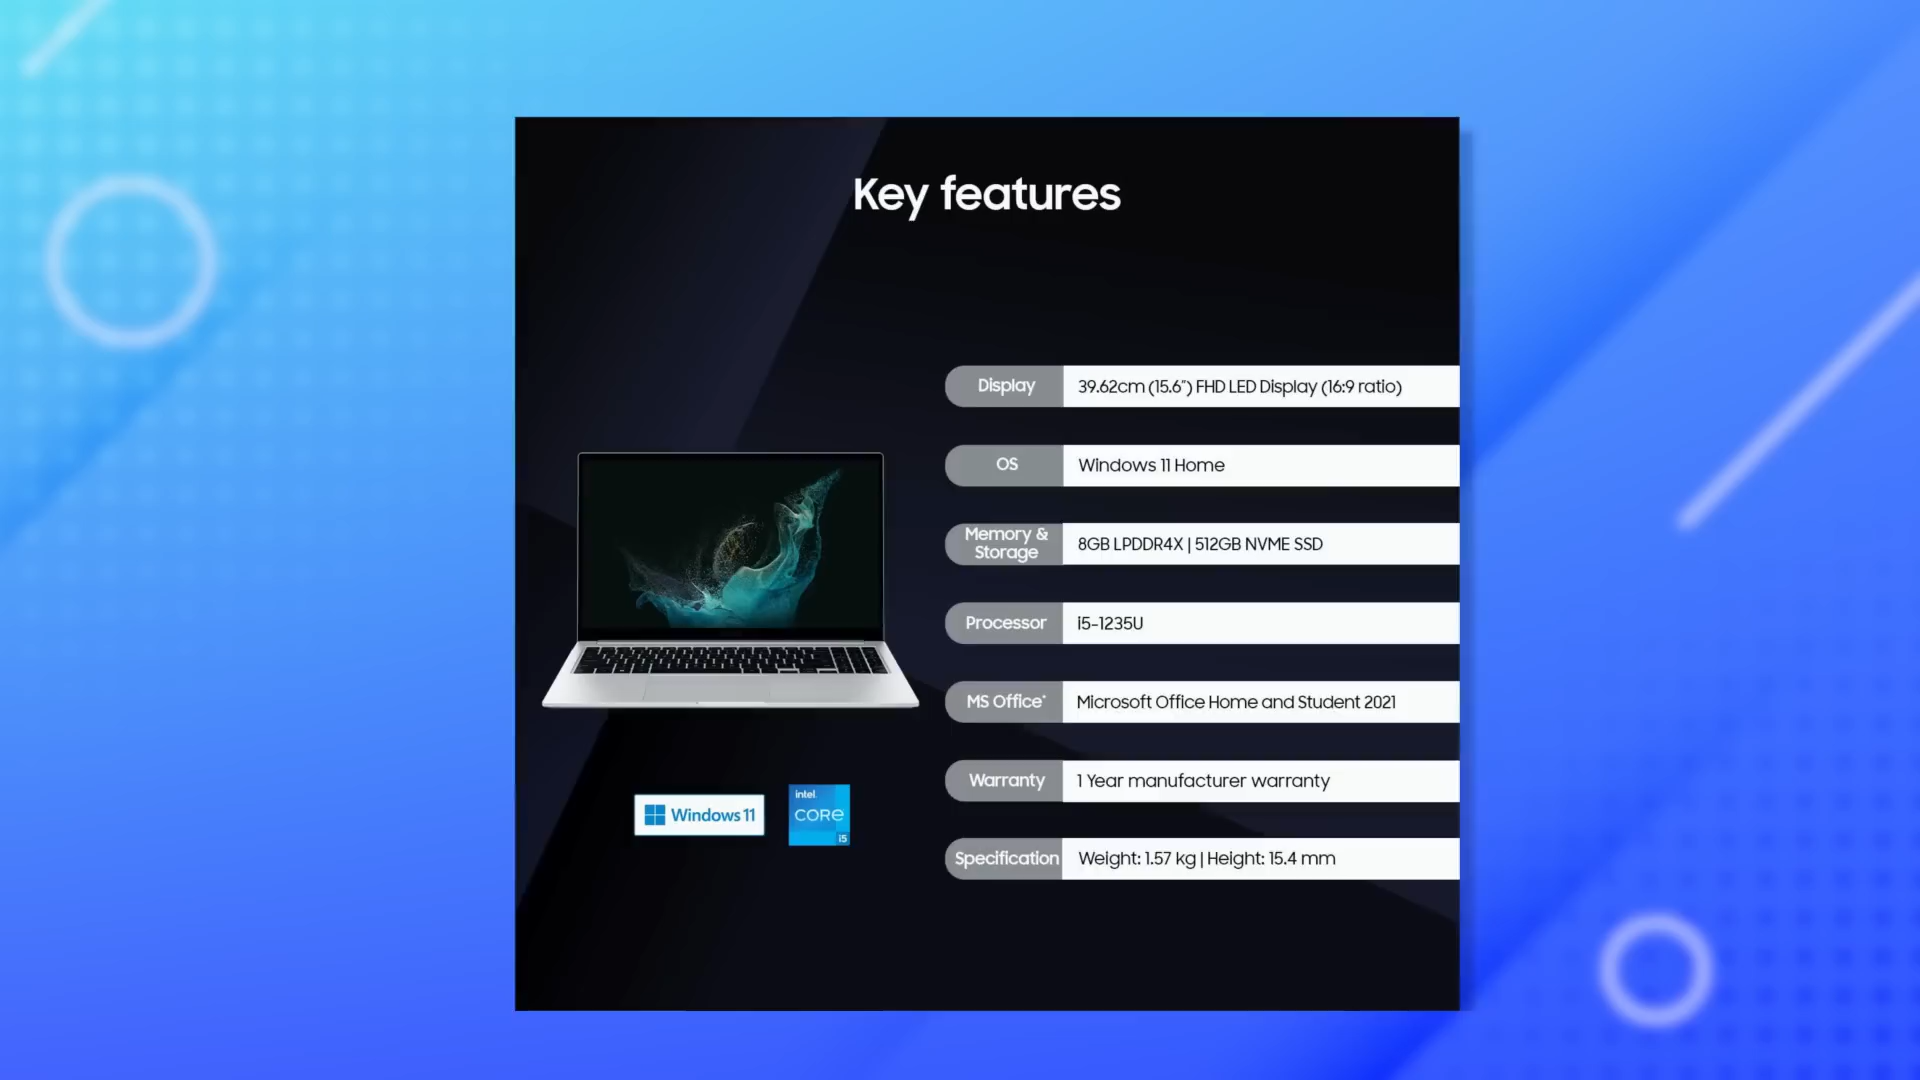 Key features
Display 39.62cm (15.6") FHD LED Display (16:9 ratio)
OS Windows 11 Home
Memory &
Storage 8GB LPDDR4X | 512GB NVME SSD
Processor i5-1235U
MS Office* Microsoft Office Home and Student 2021
Warranty 1 Year manufacturer warranty
Specification Weight: 1.57 kg | Height: 15.4 mm
Windows 11
intel.
CORE
i5